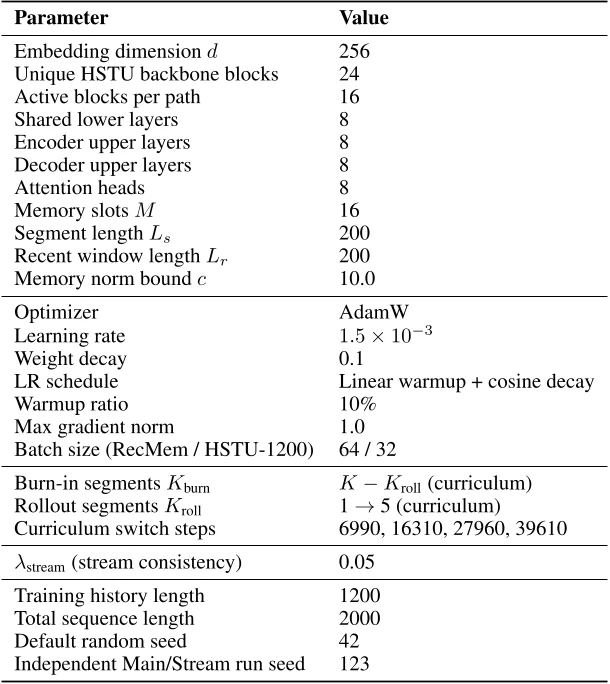 Parameter Value
Embedding dimension d 256
Unique HSTU backbone blocks 24
Active blocks per path 16
Shared lower layers 8
Encoder upper layers 8
Decoder upper layers 8
Attention heads 8
Memory slots M 16
Segment length L_s 200
Recent window length L_r 200
Memory norm bound c 10.0
Optimizer AdamW
Learning rate 1.5 × 10⁻³
Weight decay 0.1
LR schedule Linear warmup + cosine decay
Warmup ratio 10%
Max gradient norm 1.0
Batch size (RecMem / HSTU-1200) 64 / 32
Burn-in segments K_burn K − K_roll (curriculum)
Rollout segments K_roll 1 → 5 (curriculum)
Curriculum switch steps 6990, 16310, 27960, 39610
λ_stream (stream consistency) 0.05
Training history length 1200
Total sequence length 2000
Default random seed 42
Independent Main/Stream run seed 123